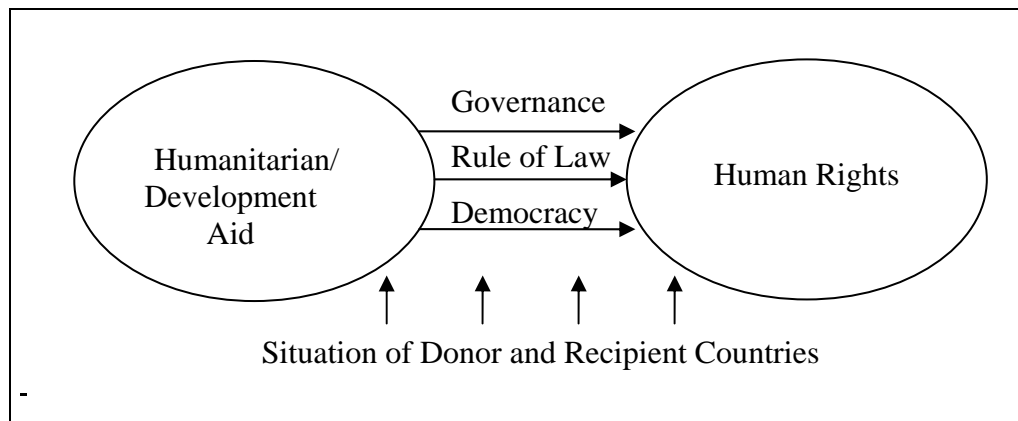 Governance
Humanitarian/
Rule of Law
Human Rights
Development
Democracy
Aid
Situation of Donor and Recipient Countries
-